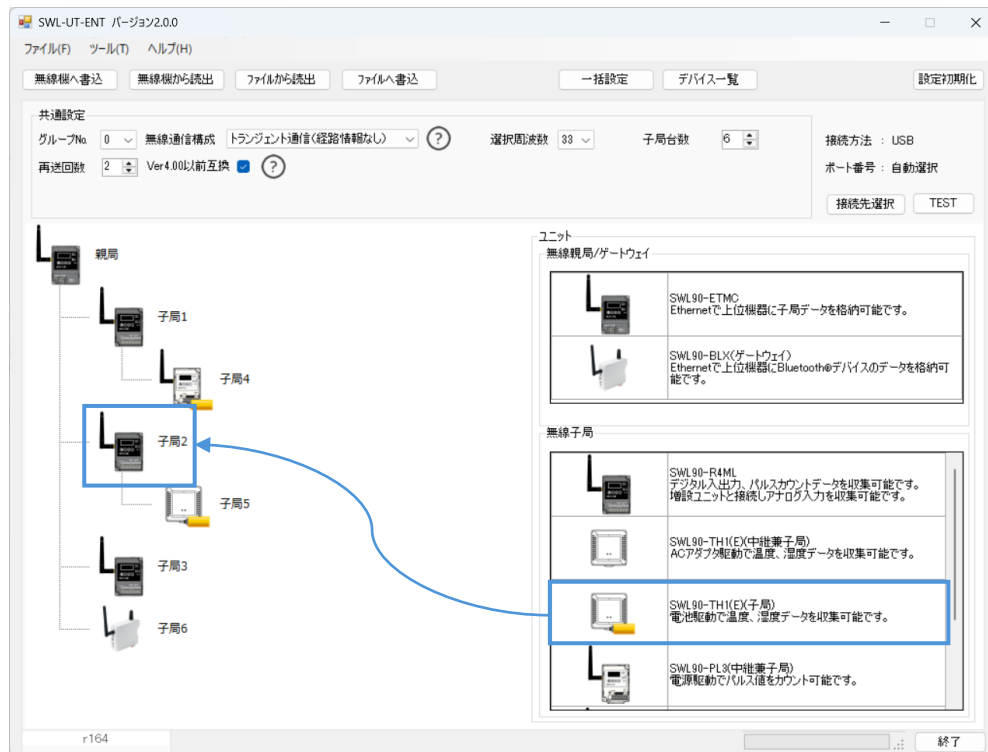 SWL-UT-ENT バージョン2.0.0
ファイル(F) ツール(T) ヘルプ(H)
無線機へ書込 無線機から読出 ファイルから読出 ファイルへ書込 一括設定 デバイス一覧 設定初期化
共通設定
グループNo. 0 無線通信構成 トランジェント通信(経路情報なし) ? 選択周波数 33 子局台数 6
再送回数 2 Ver4.00以前互換 ?
接続方法 : USB
ポート番号 : 自動選択
接続先選択 TEST
親局
子局1
子局4
子局2
子局5
子局3
子局6
ユニット
無線親局/ゲートウェイ
SWL90-ETMC
Ethernetで上位機器に子局データを格納可能です。
SWL90-BLX(ゲートウェイ)
Ethernetで上位機器にBluetooth®デバイスのデータを格納可
能です。
無線子局
SWL90-R4ML
デジタル入出力、パルスカウントデータを収集可能です。
増設ユニットと接続しアナログ入力を収集可能です。
SWL90-TH1(E)(中継兼子局)
ACアダプタ駆動で温度、湿度データを収集可能です。
SWL90-TH1(E)(子局)
電池駆動で温度、湿度データを収集可能です。
SWL90-PL3(中継兼子局)
電源駆動でパルス値をカウント可能です。
r164
終了